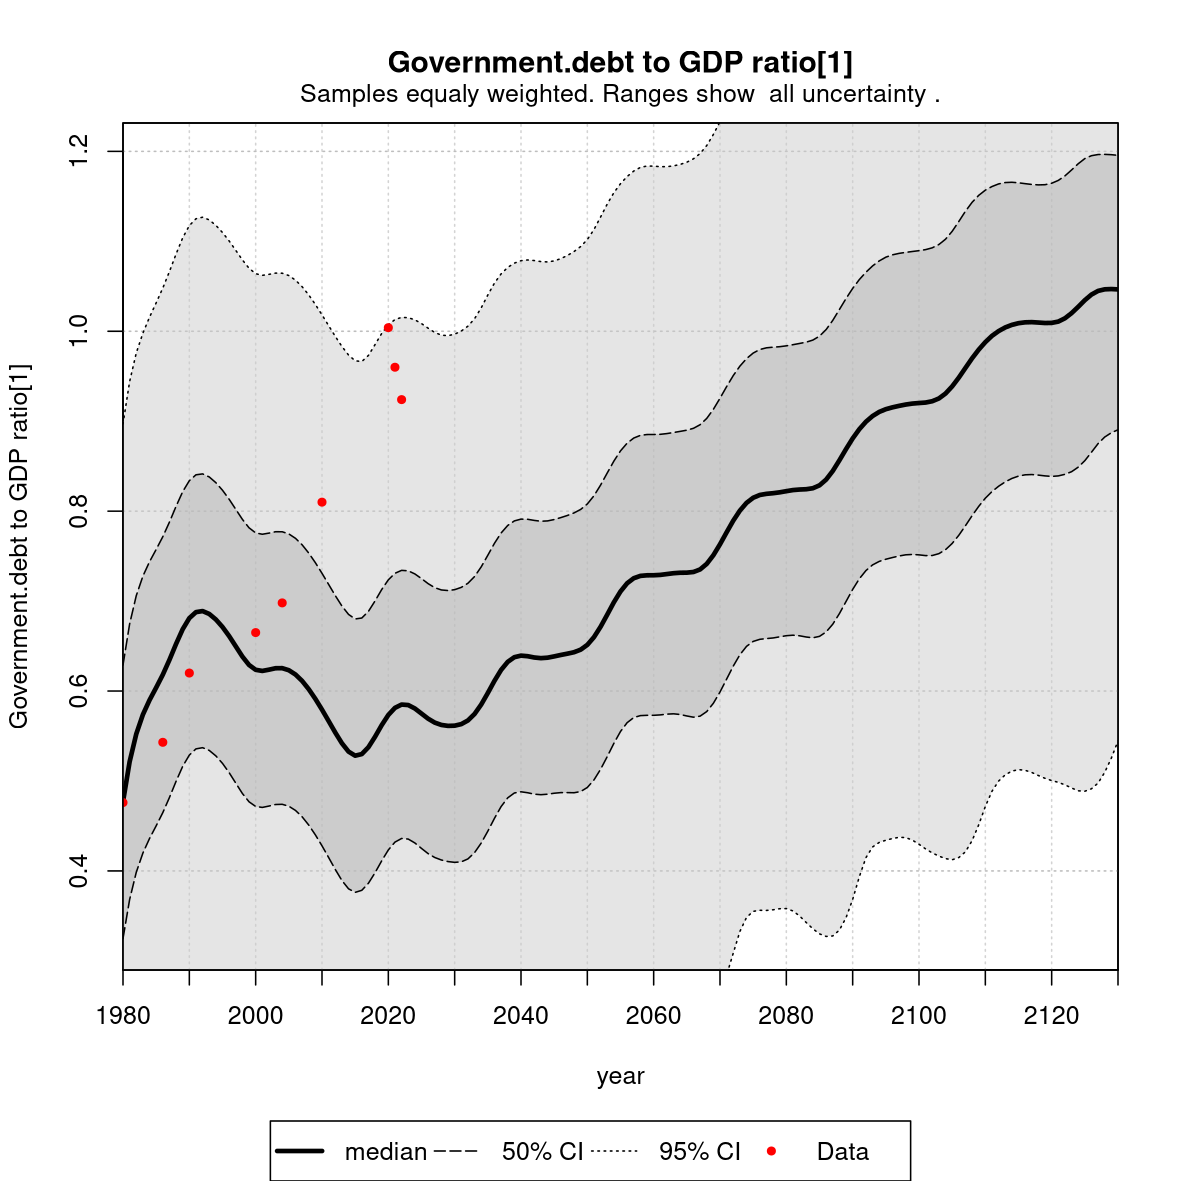 Government.debt to GDP ratio[1]
Samples equaly weighted. Ranges show  all uncertainty .
Government.debt to GDP ratio[1]
1.2
1.0
0.8
0.6
0.4
1980 2000 2020 2040 2060 2080 2100 2120
year
median 50% CI 95% CI Data